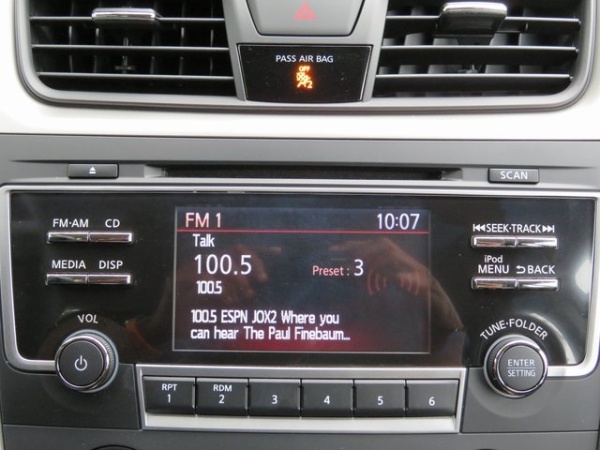 PASS AIR BAG
OFF
2
SCAN
FM·AM CD
MEDIA DISP
VOL
FM 1 10:07
Talk
100.5 Preset : 3
100.5
100.5 ESPN JOX2 Where you
can hear The Paul Finebaum...
SEEK·TRACK
iPod
MENU BACK
TUNE·FOLDER
ENTER
SETTING
RPT RDM
1 2 3 4 5 6